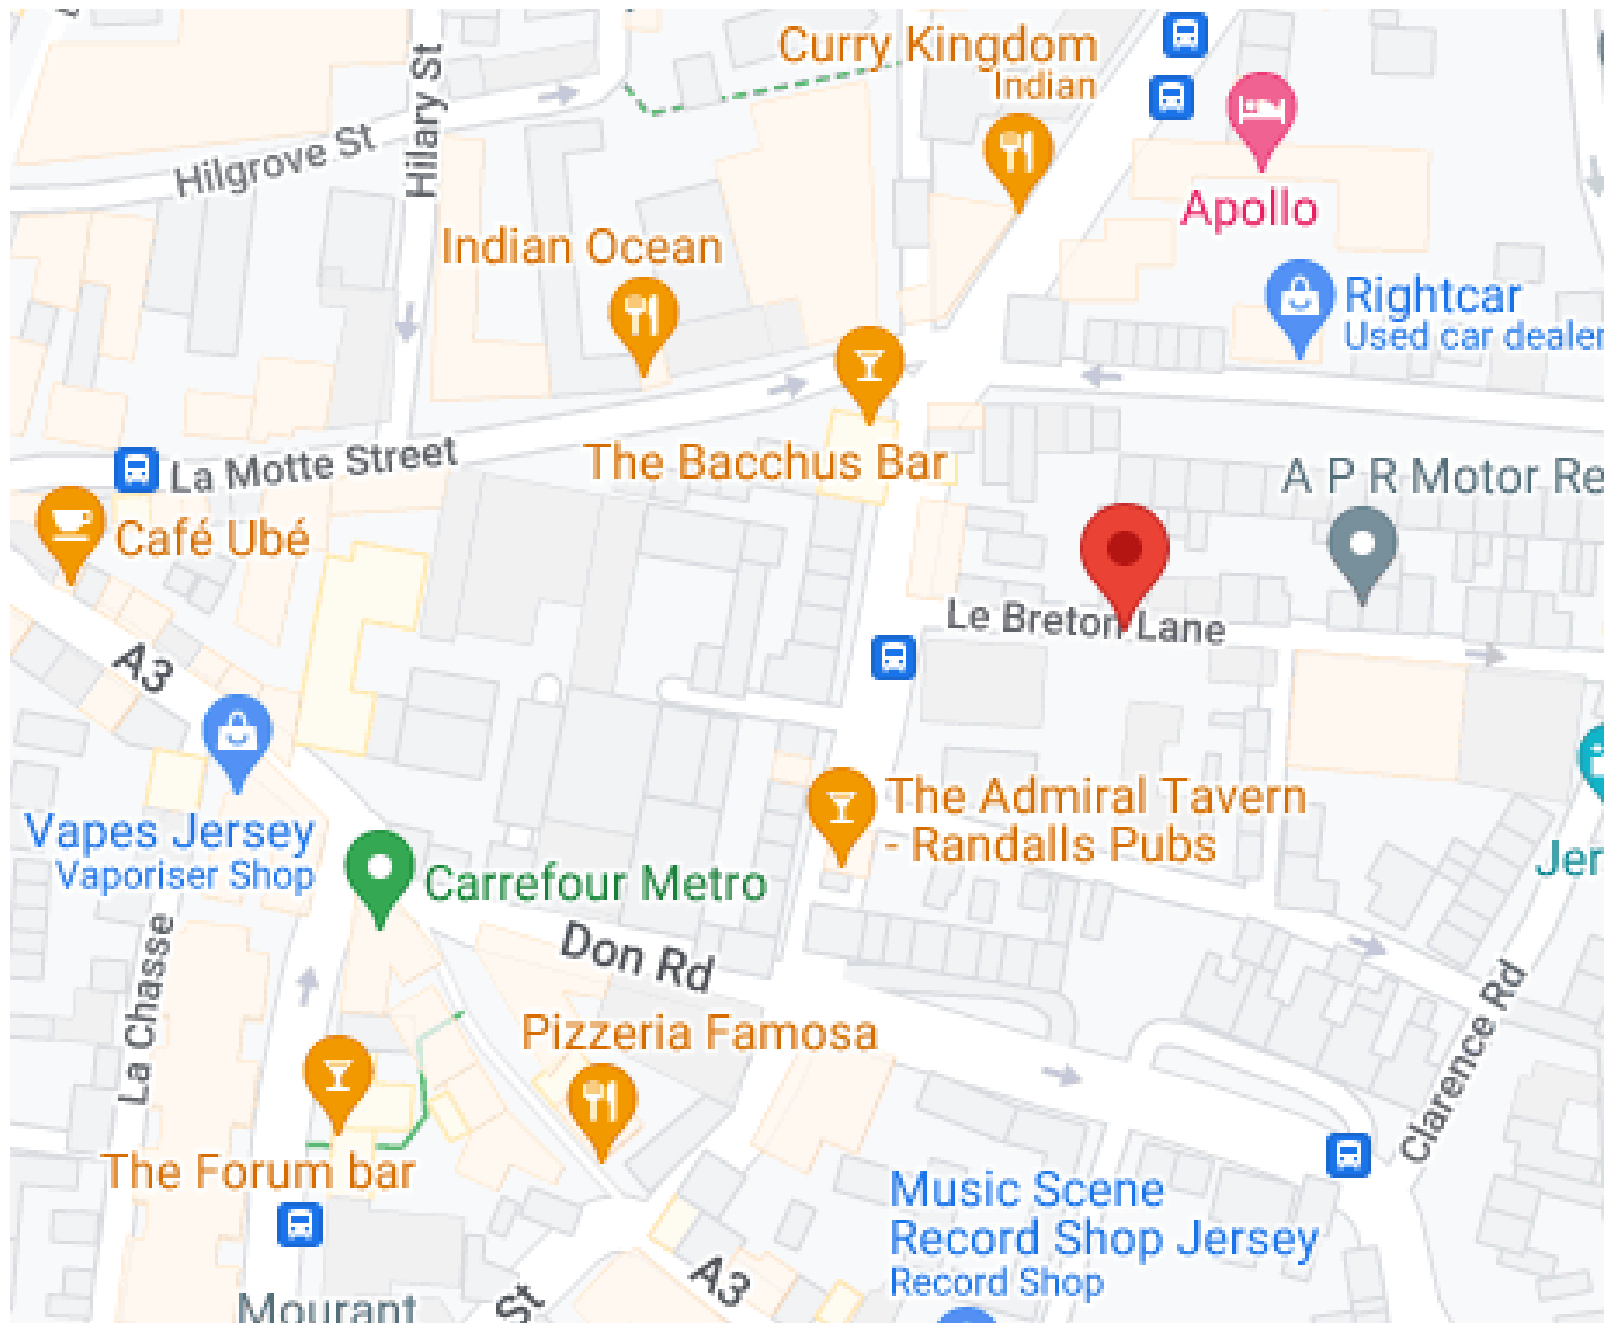 Curry Kingdom
Indian
Hilary St
Hilgrove St
Apollo
Indian Ocean
Rightcar
Used car dealer
La Motte Street
The Bacchus Bar
A P R Motor Re
Café Ubé
Le Breton Lane
A3
Vapes Jersey
Vaporiser Shop
The Admiral Tavern
- Randalls Pubs
Jer
Carrefour Metro
Don Rd
La Chasse
Clarence Rd
Pizzeria Famosa
The Forum bar
Music Scene
Record Shop Jersey
Record Shop
A3
St
Mourant